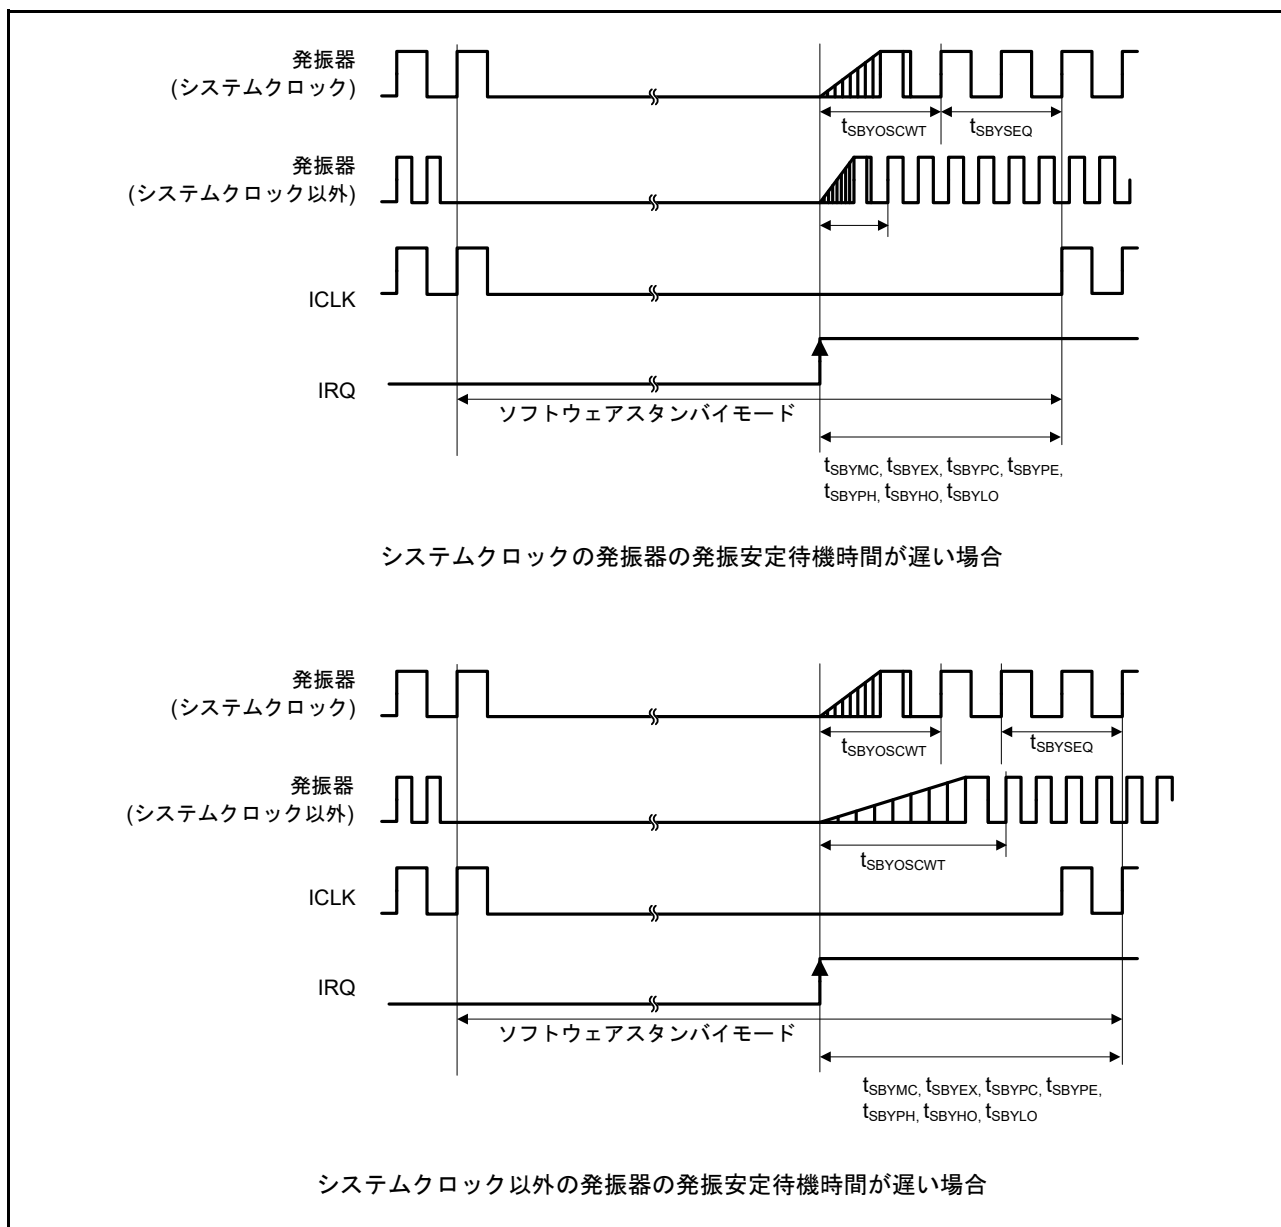 発振器
(システムクロック)
tSBYOSCWT
tSBYSEQ
発振器
(システムクロック以外)
ICLK
IRQ
ソフトウェアスタンバイモード
tSBYMC, tSBYEX, tSBYPC, tSBYPE,
tSBYPH, tSBYHO, tSBYLO
システムクロックの発振器の発振安定待機時間が遅い場合
発振器
(システムクロック)
tSBYOSCWT
tSBYSEQ
発振器
(システムクロック以外)
tSBYOSCWT
ICLK
IRQ
ソフトウェアスタンバイモード
tSBYMC, tSBYEX, tSBYPC, tSBYPE,
tSBYPH, tSBYHO, tSBYLO
システムクロック以外の発振器の発振安定待機時間が遅い場合